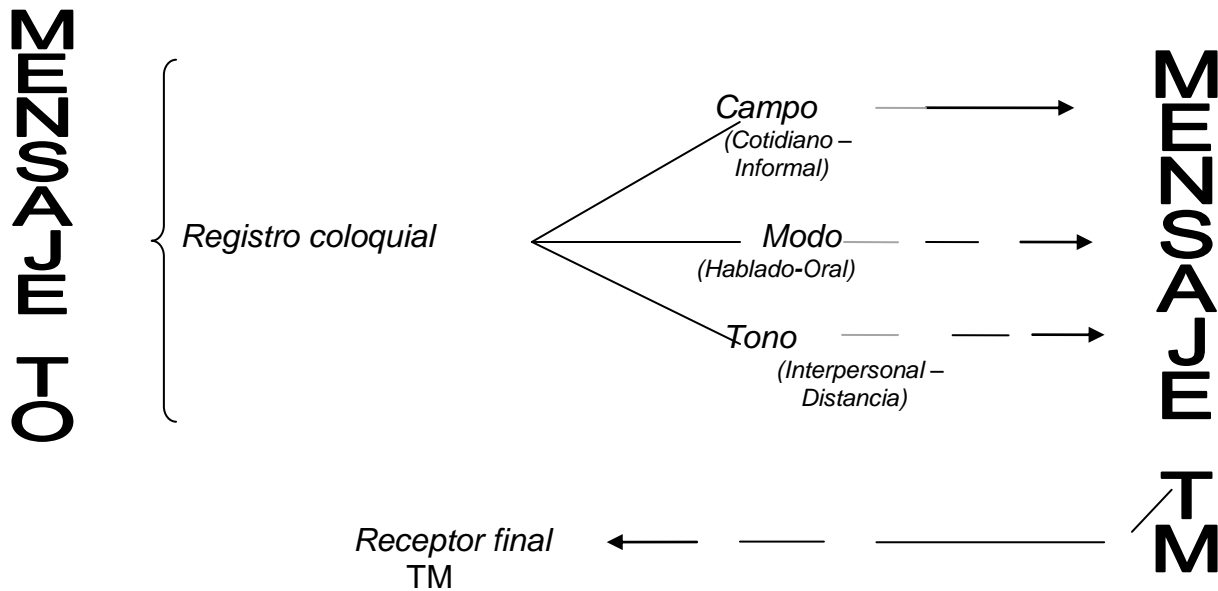 MENSAJE TO
Registro coloquial
Campo
(Cotidiano –
Informal)
Modo
(Hablado-Oral)
Tono
(Interpersonal –
Distancia)
MENSAJE TM
Receptor final
TM